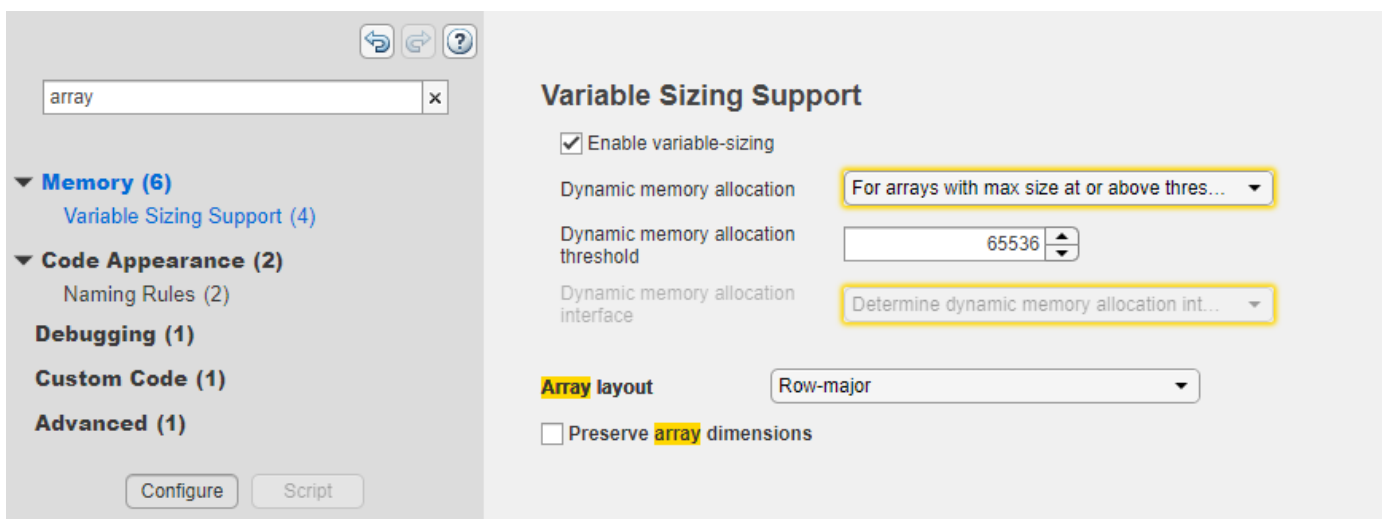 array
Memory (6)
Variable Sizing Support (4)
Code Appearance (2)
Naming Rules (2)
Debugging (1)
Custom Code (1)
Advanced (1)
Configure Script
Variable Sizing Support
Enable variable-sizing
Dynamic memory allocation For arrays with max size at or above thres...
Dynamic memory allocation
threshold 65536
Dynamic memory allocation
interface Determine dynamic memory allocation int...
Array layout Row-major
Preserve array dimensions